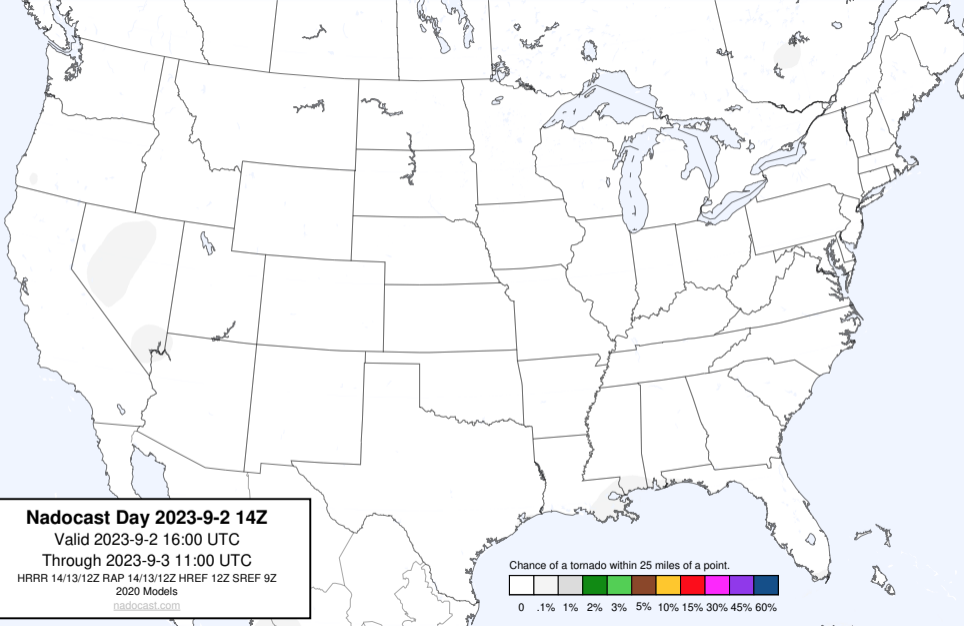 Nadocast Day 2023-9-2 14Z
Valid 2023-9-2 16:00 UTC
Through 2023-9-3 11:00 UTC
HRRR 14/13/12Z RAP 14/13/12Z HREF 12Z SREF 9Z
2020 Models
nadocast.com
Chance of a tornado within 25 miles of a point.
0 .1% 1% 2% 3% 5% 10% 15% 30% 45% 60%